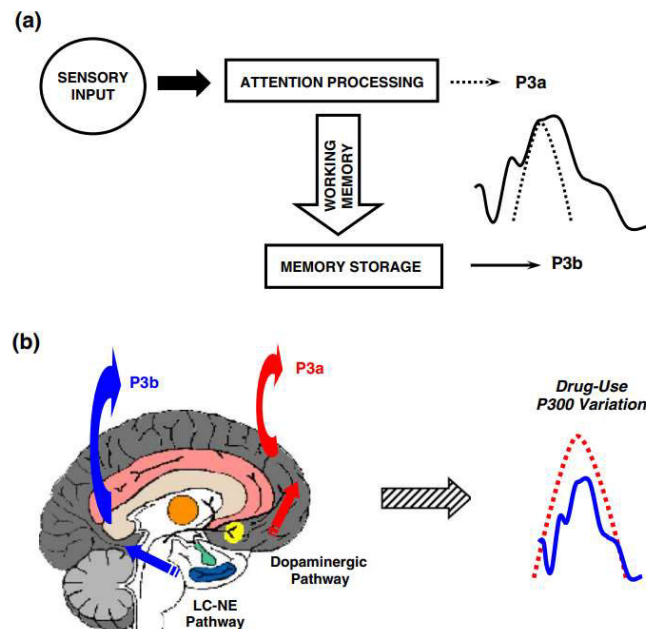 (a)
SENSORY
INPUT
ATTENTION PROCESSING
P3a
WORKING
MEMORY
MEMORY STORAGE
P3b
(b)
P3b
P3a
Drug-Use
P300 Variation
Dopaminergic
Pathway
LC-NE
Pathway